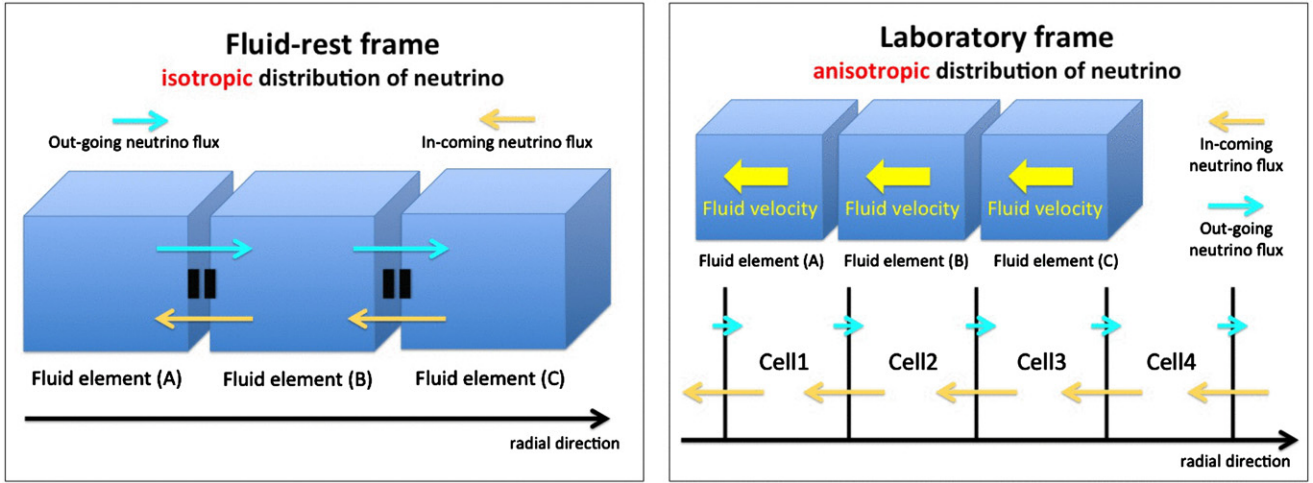 Fluid-rest frame
isotropic distribution of neutrino
Out-going neutrino flux
In-coming neutrino flux
Fluid element (A)
Fluid element (B)
Fluid element (C)
radial direction
Laboratory frame
anisotropic distribution of neutrino
Fluid velocity
Fluid velocity
Fluid velocity
In-coming
neutrino flux
Out-going
neutrino flux
Fluid element (A)
Fluid element (B)
Fluid element (C)
Cell1
Cell2
Cell3
Cell4
radial direction